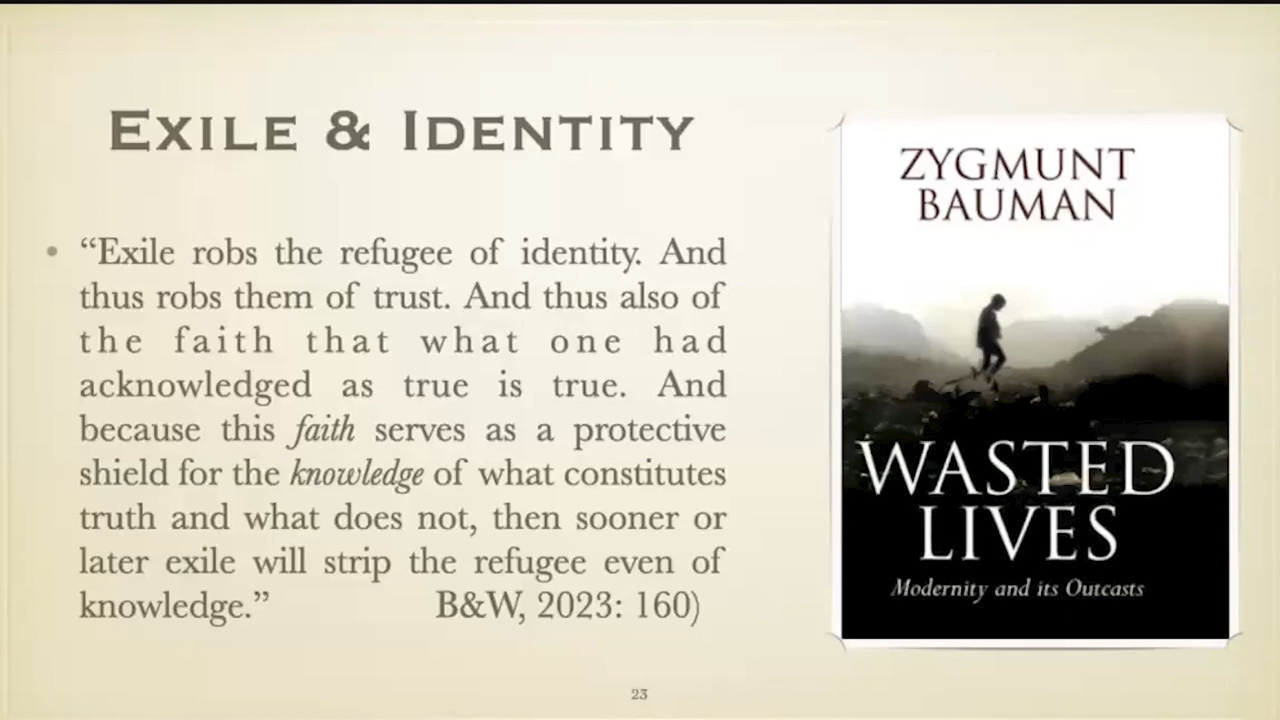 EXILE & IDENTITY
• “Exile robs the refugee of identity. And
thus robs them of trust. And thus also of
the faith that what one had
acknowledged as true is true. And
because this faith serves as a protective
shield for the knowledge of what constitutes
truth and what does not, then sooner or
later exile will strip the refugee even of
knowledge.” B&W, 2023: 160)
ZYGMUNT
BAUMAN
WASTED
LIVES
Modernity and its Outcasts
23